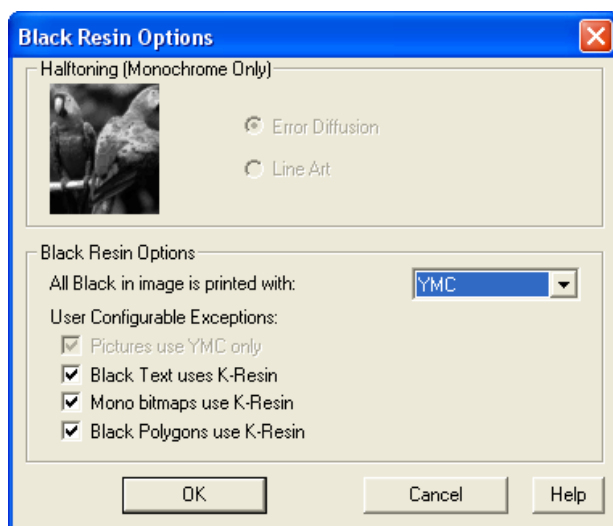 Black Resin Options
Halftoning (Monochrome Only)
Error Diffusion
Line Art
Black Resin Options
All Black in image is printed with: YMC
User Configurable Exceptions:
Pictures use YMC only
Black Text uses K-Resin
Mono bitmaps use K-Resin
Black Polygons use K-Resin
OK Cancel Help